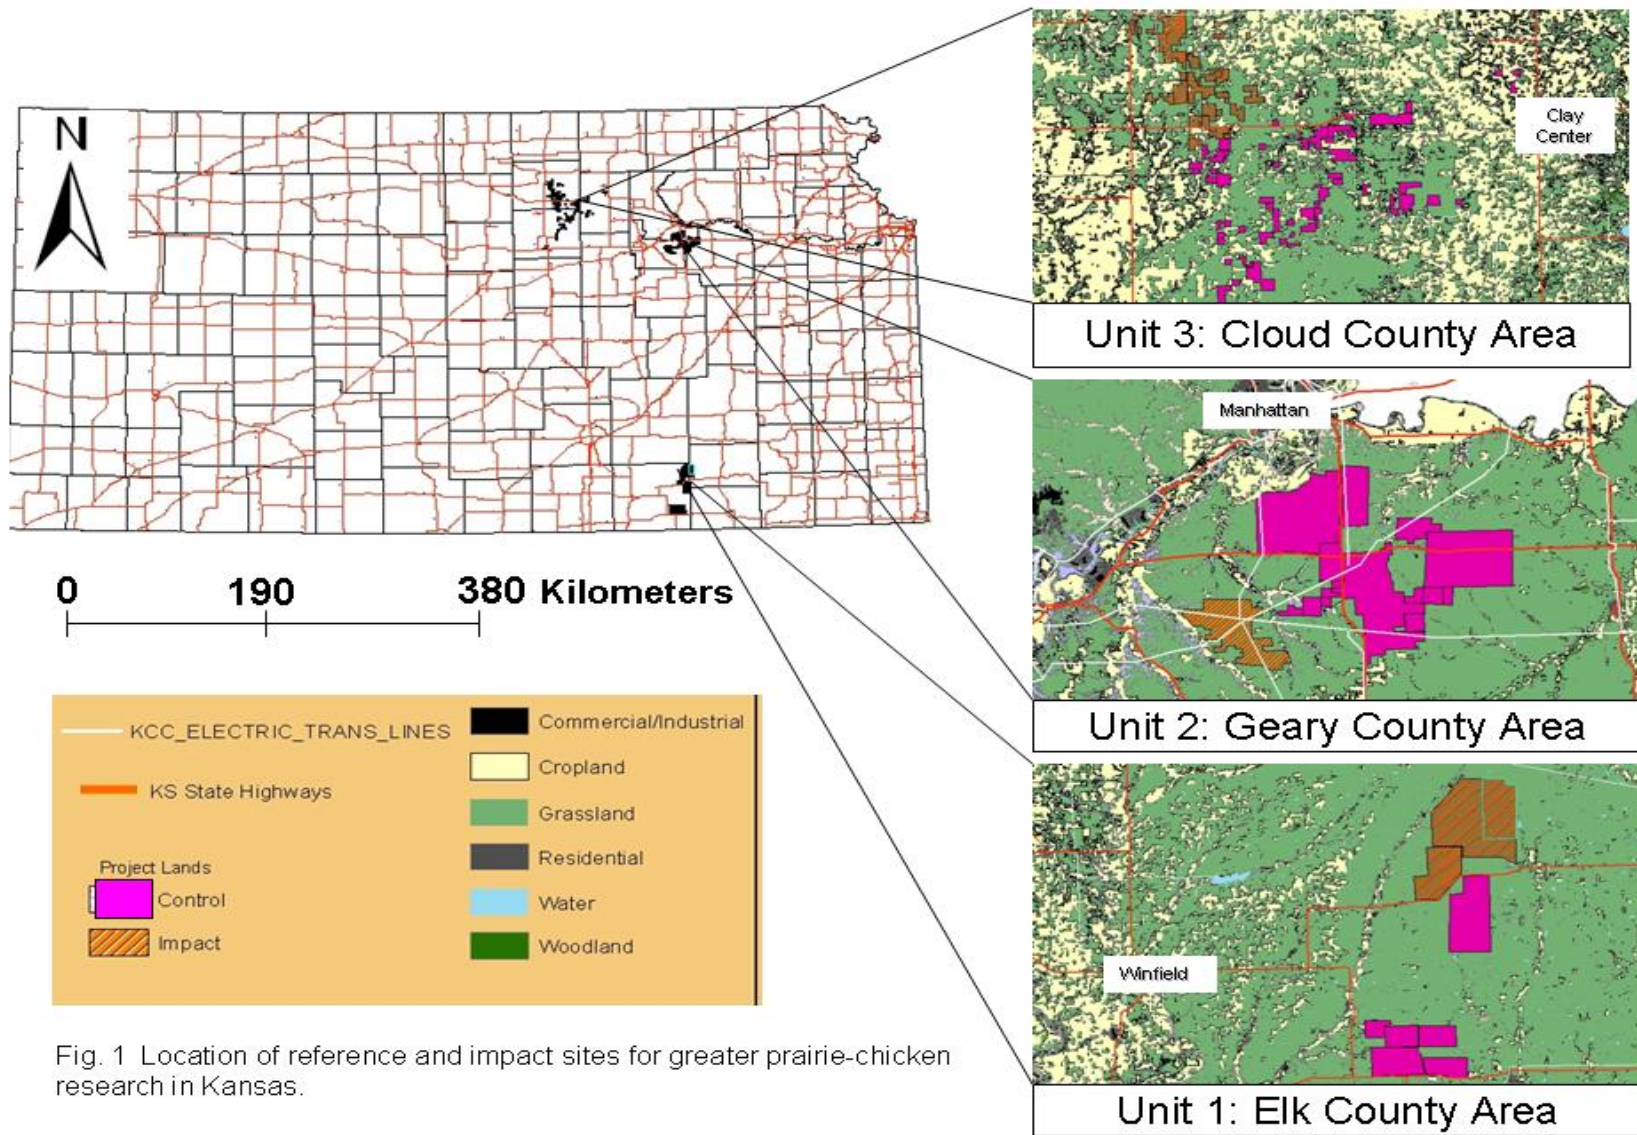 N
0 190 380 Kilometers
KCC_ELECTRIC_TRANS_LINES
KS State Highways
Project Lands
Control
Impact
Commercial/Industrial
Cropland
Grassland
Residential
Water
Woodland
Fig. 1 Location of reference and impact sites for greater prairie-chicken
research in Kansas.
Clay
Center
Unit 3: Cloud County Area
Manhattan
Unit 2: Geary County Area
Winfield
Unit 1: Elk County Area